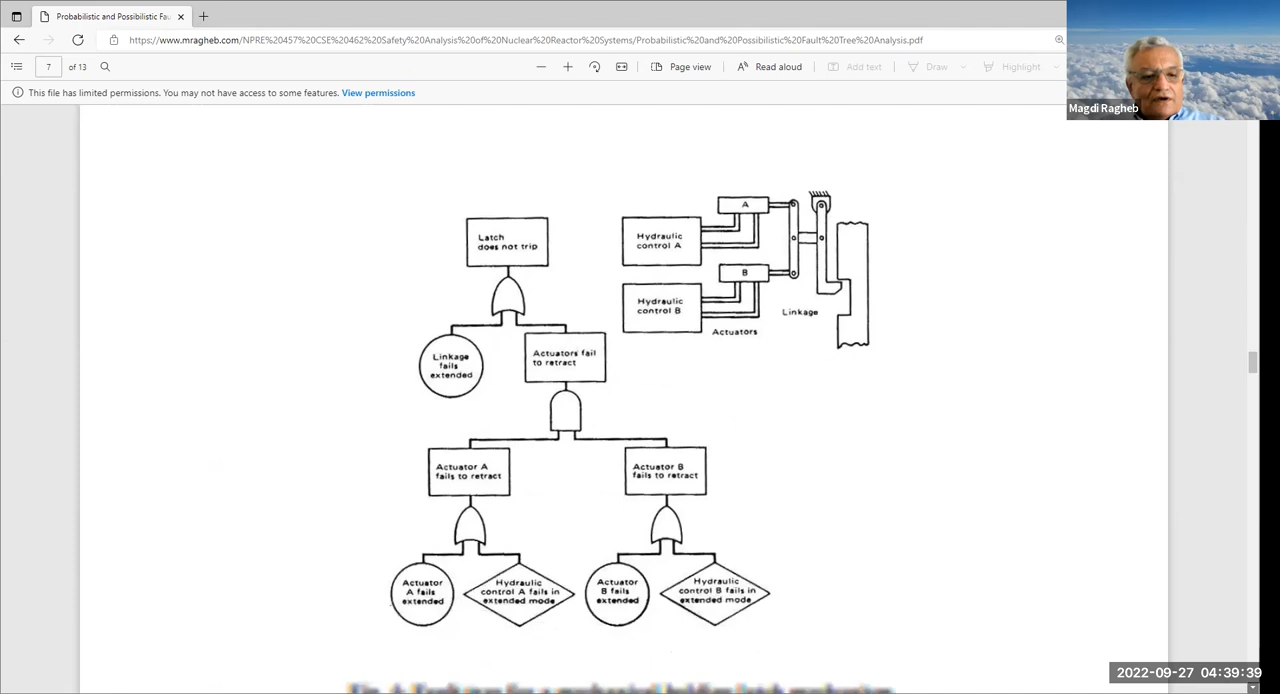 Probabilistic and Possibilistic Fau
https://www.mragheb.com/NPRE%20457%20CSE%20462%20Safety%20Analysis%20of%20Nuclear%20Reactor%20Systems/Probabilistic%20and%20Possibilistic%20Fault%20Tree%20Analysis.pdf
7 of 13 Page view Read aloud Add text Draw Highlight
This file has limited permissions. You may not have access to some features. View permissions
Magdi Ragheb
A
Latch
does not trip
Hydraulic
control A
B
Hydraulic
control B
Linkage
Actuators
Linkage
fails
extended
Actuators fail
to retract
Actuator A
fails to retract
Actuator B
fails to retract
Actuator
A fails
extended
Hydraulic
control A fails in
extended mode
Actuator
B fails
extended
Hydraulic
control B fails in
extended mode
2022-09-27 04:39:39